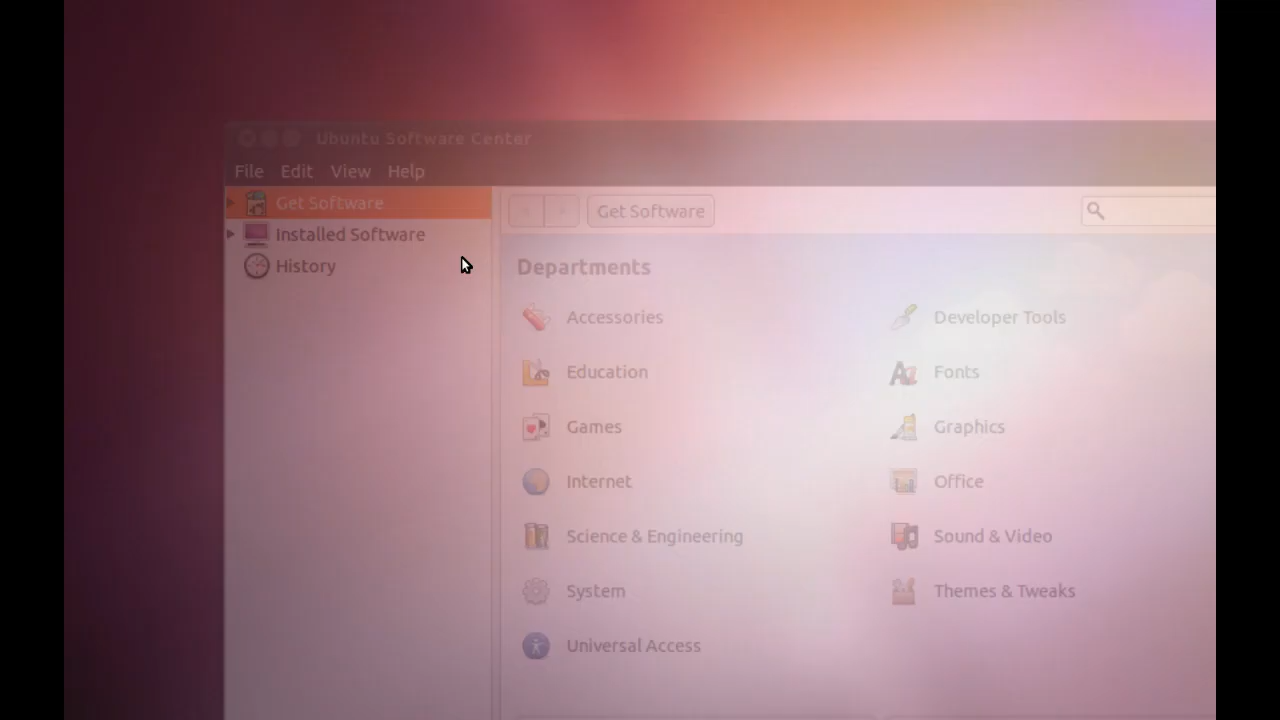 Ubuntu Software Center
File Edit View Help
Get Software
Installed Software
History
Get Software
Departments
Accessories
Developer Tools
Education
Fonts
Games
Graphics
Internet
Office
Science & Engineering
Sound & Video
System
Themes & Tweaks
Universal Access